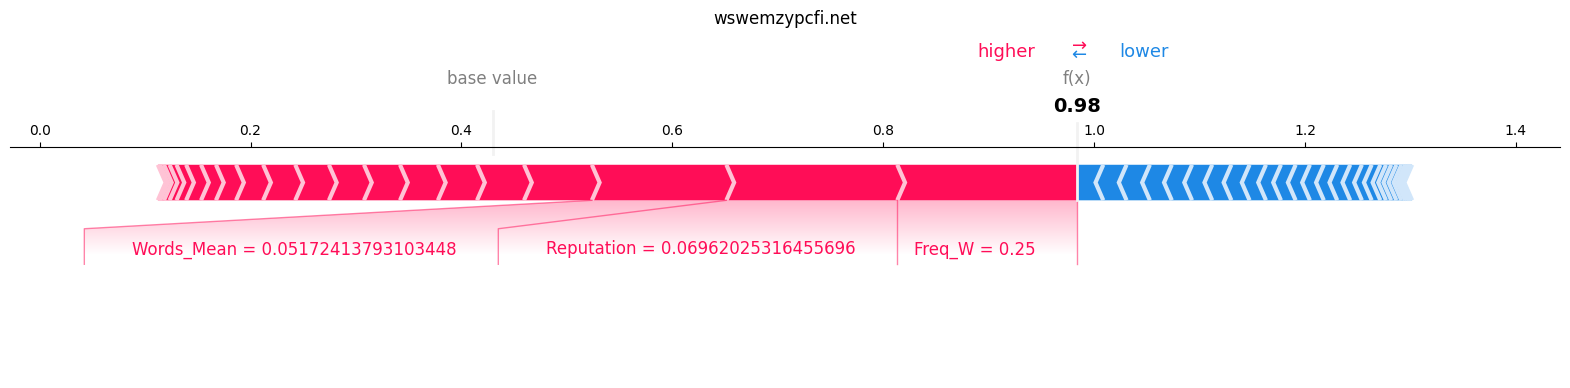 wswemzypcfi.net
higher ⇄ lower
base value f(x)
0.98
0.0 0.2 0.4 0.6 0.8 1.0 1.2 1.4
Words_Mean = 0.05172413793103448 Reputation = 0.06962025316455696 Freq_W = 0.25